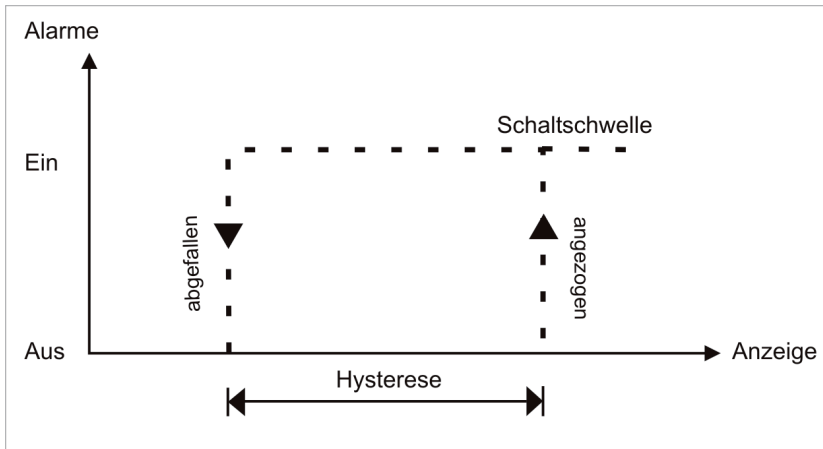 Alarme
Schaltschwelle
Ein
abgefallen
angezogen
Aus
Anzeige
Hysterese